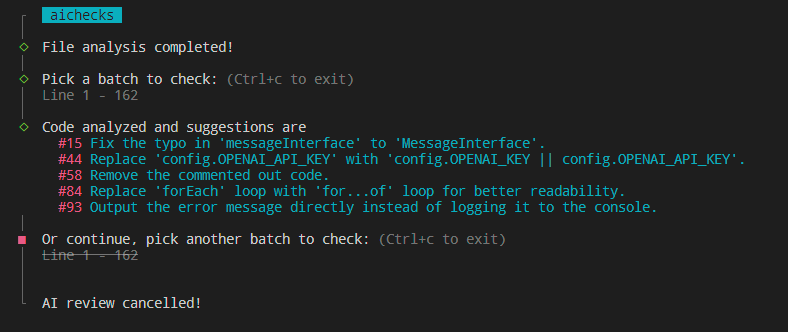 aichecks
File analysis completed!
Pick a batch to check: (Ctrl+c to exit)
Line 1 - 162
Code analyzed and suggestions are
#15 Fix the typo in 'messageInterface' to 'MessageInterface'.
#44 Replace 'config.OPENAI_API_KEY' with 'config.OPENAI_KEY || config.OPENAI_API_KEY'.
#58 Remove the commented out code.
#84 Replace 'forEach' loop with 'for...of' loop for better readability.
#93 Output the error message directly instead of logging it to the console.
Or continue, pick another batch to check: (Ctrl+c to exit)
Line 1 - 162
AI review cancelled!